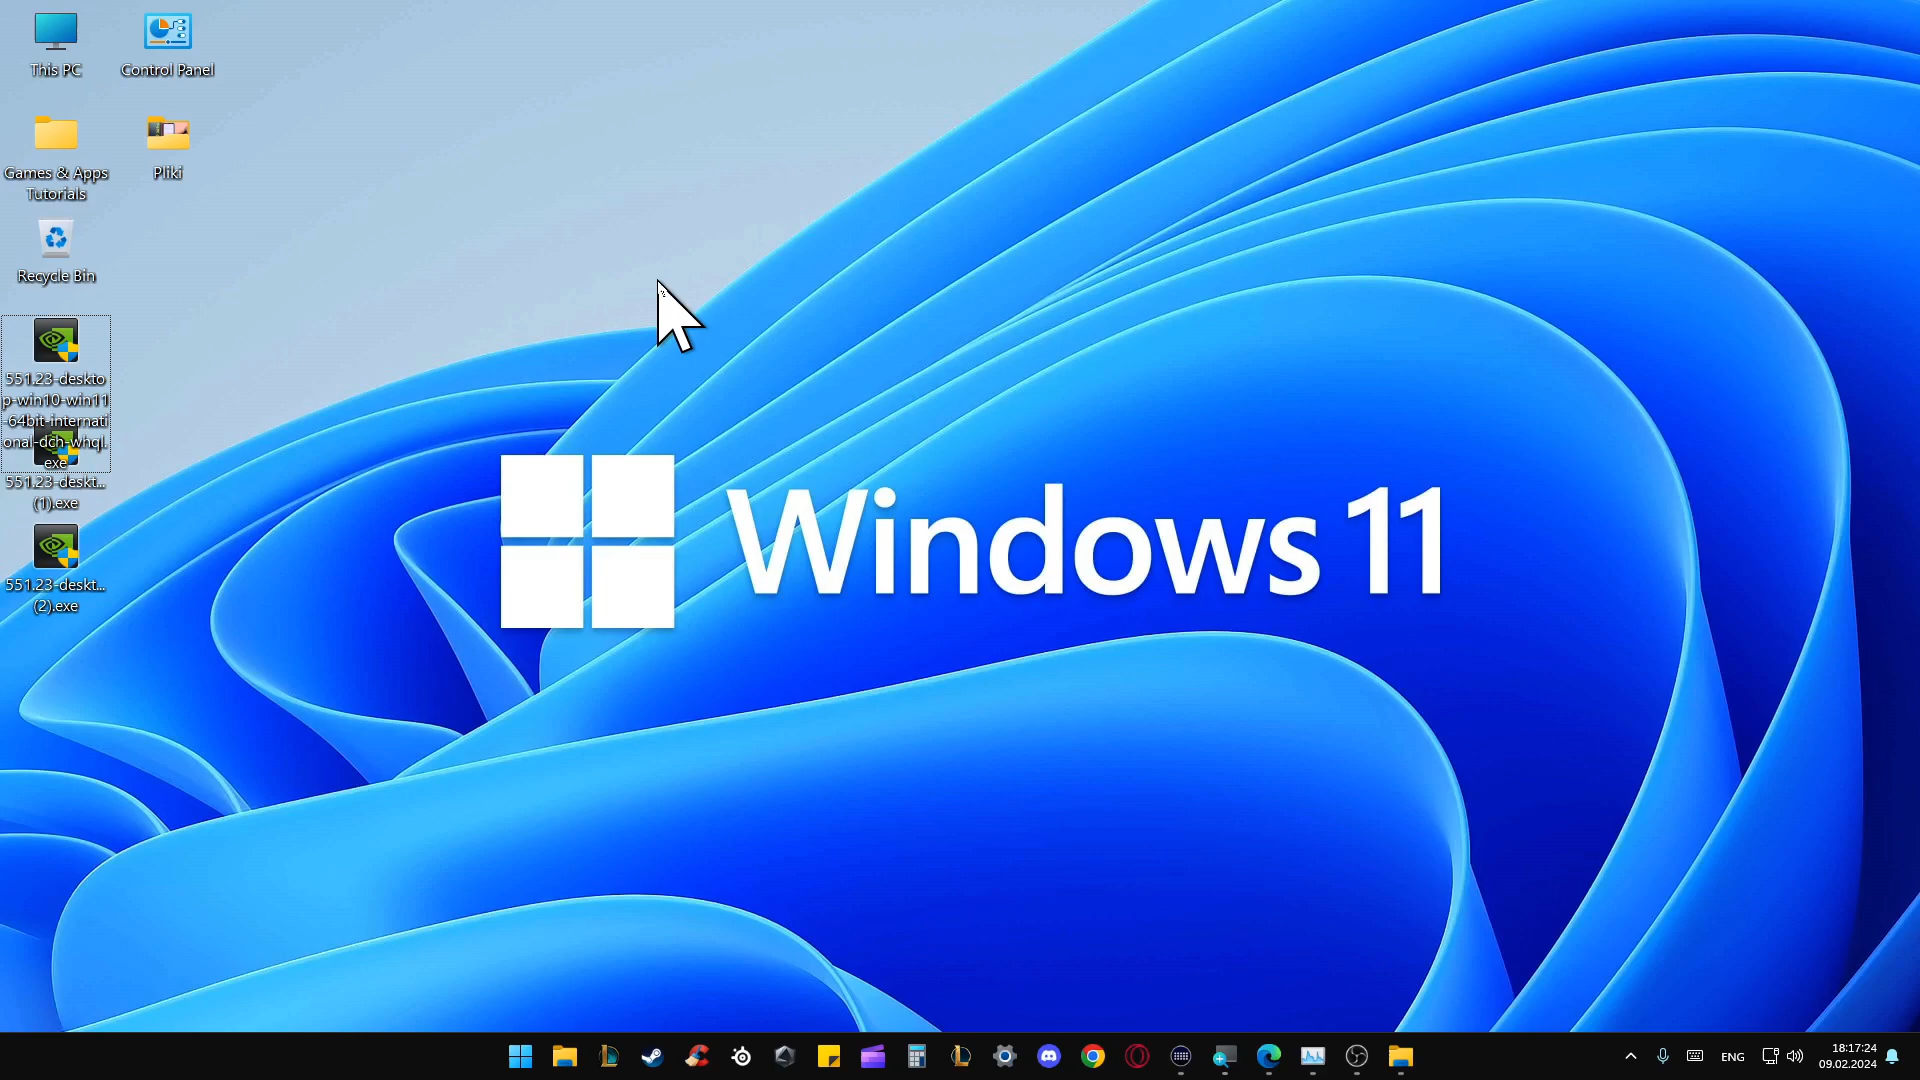 This PC
Control Panel
Games & Apps
Tutorials
Pliki
Recycle Bin
551.23-deskto
p-win10-win11
-64bit-internati
onal-dch-whql.
exe
551.23-deskt...
(1).exe
551.23-deskt...
(2).exe
Windows 11
ENG
18:17:24
09.02.2024